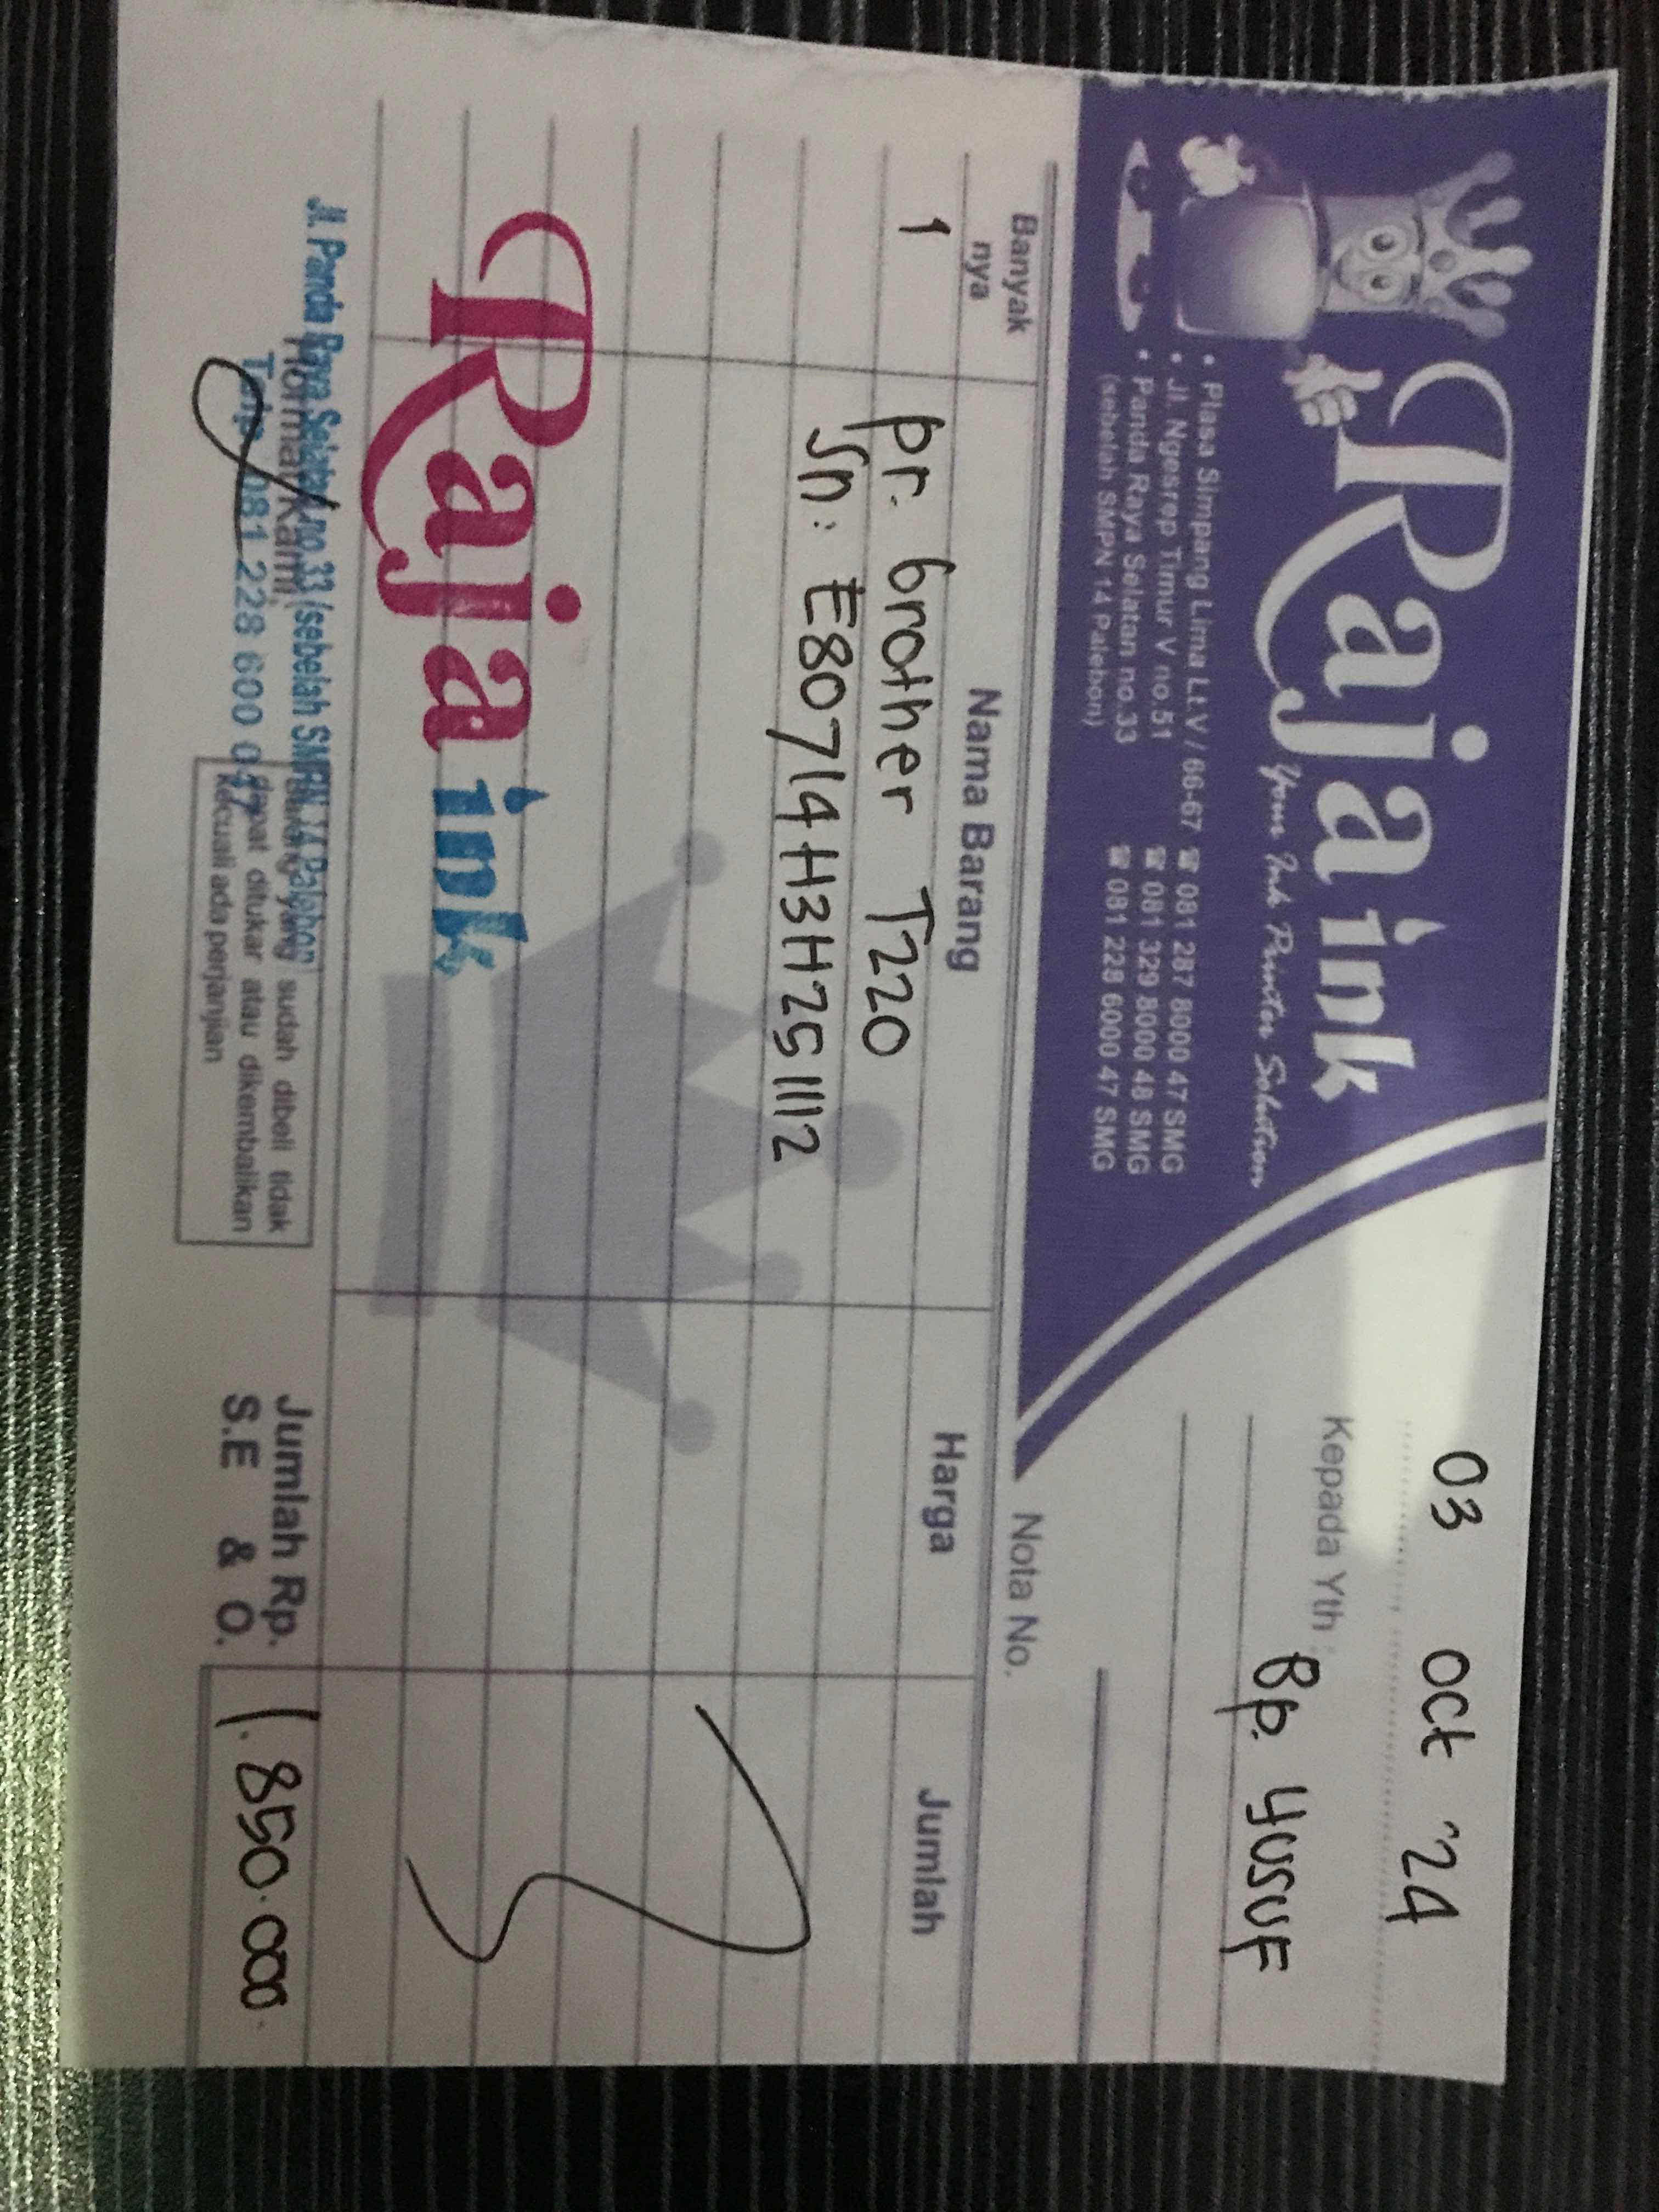 Raja ink
Your Ink Printer Solution
• Plasa Simpang Lima Lt.V / 66-67 ☎ 081 287 8000 47 SMG
• Jl. Ngesrep Timur V no.51 ☎ 081 329 8000 48 SMG
• Panda Raya Selatan no.33 ☎ 081 228 6000 47 SMG
(sebelah SMPN 14 Palebon)
03 Oct "24
Kepada Yth :
Bp. Yusuf
Nota No.
Banyak nya Nama Barang Harga Jumlah
1 pr. brother T220
Sn: E80714H3H251112
Raja ink
Jl. Panda Raya Selatan no.33 (sebelah SMPN 14 Palebon)
Telp. 081 228 600 047
Hormat Kami,
Barang yang sudah dibeli tidak
dapat ditukar atau dikembalikan
kecuali ada perjanjian
Jumlah Rp. 1.850.000.
S.E & O.